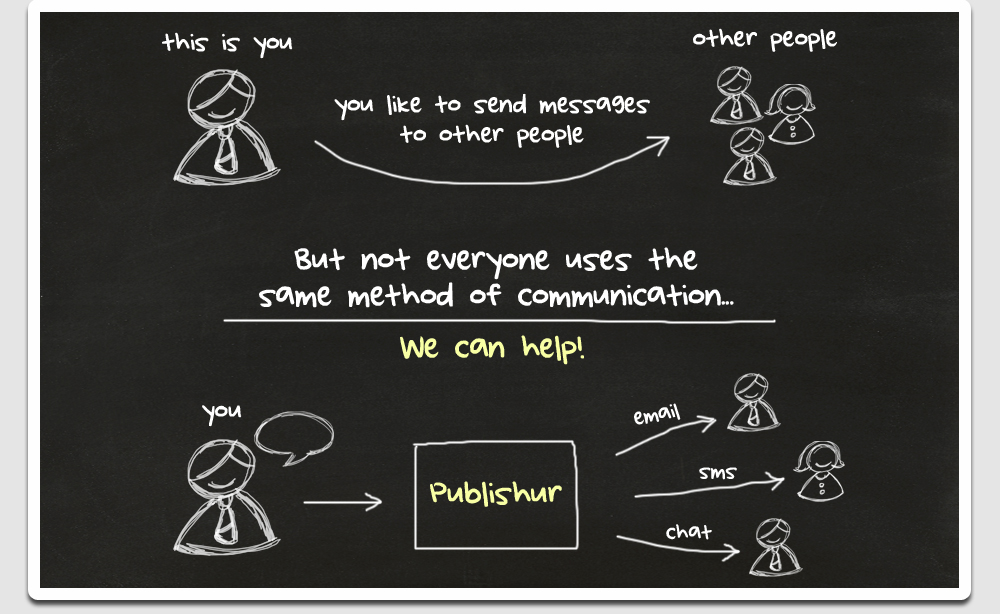 this is you
other people
you like to send messages
to other people
But not everyone uses the
same method of communication...
We can help!
you
email
Publishur
sms
chat